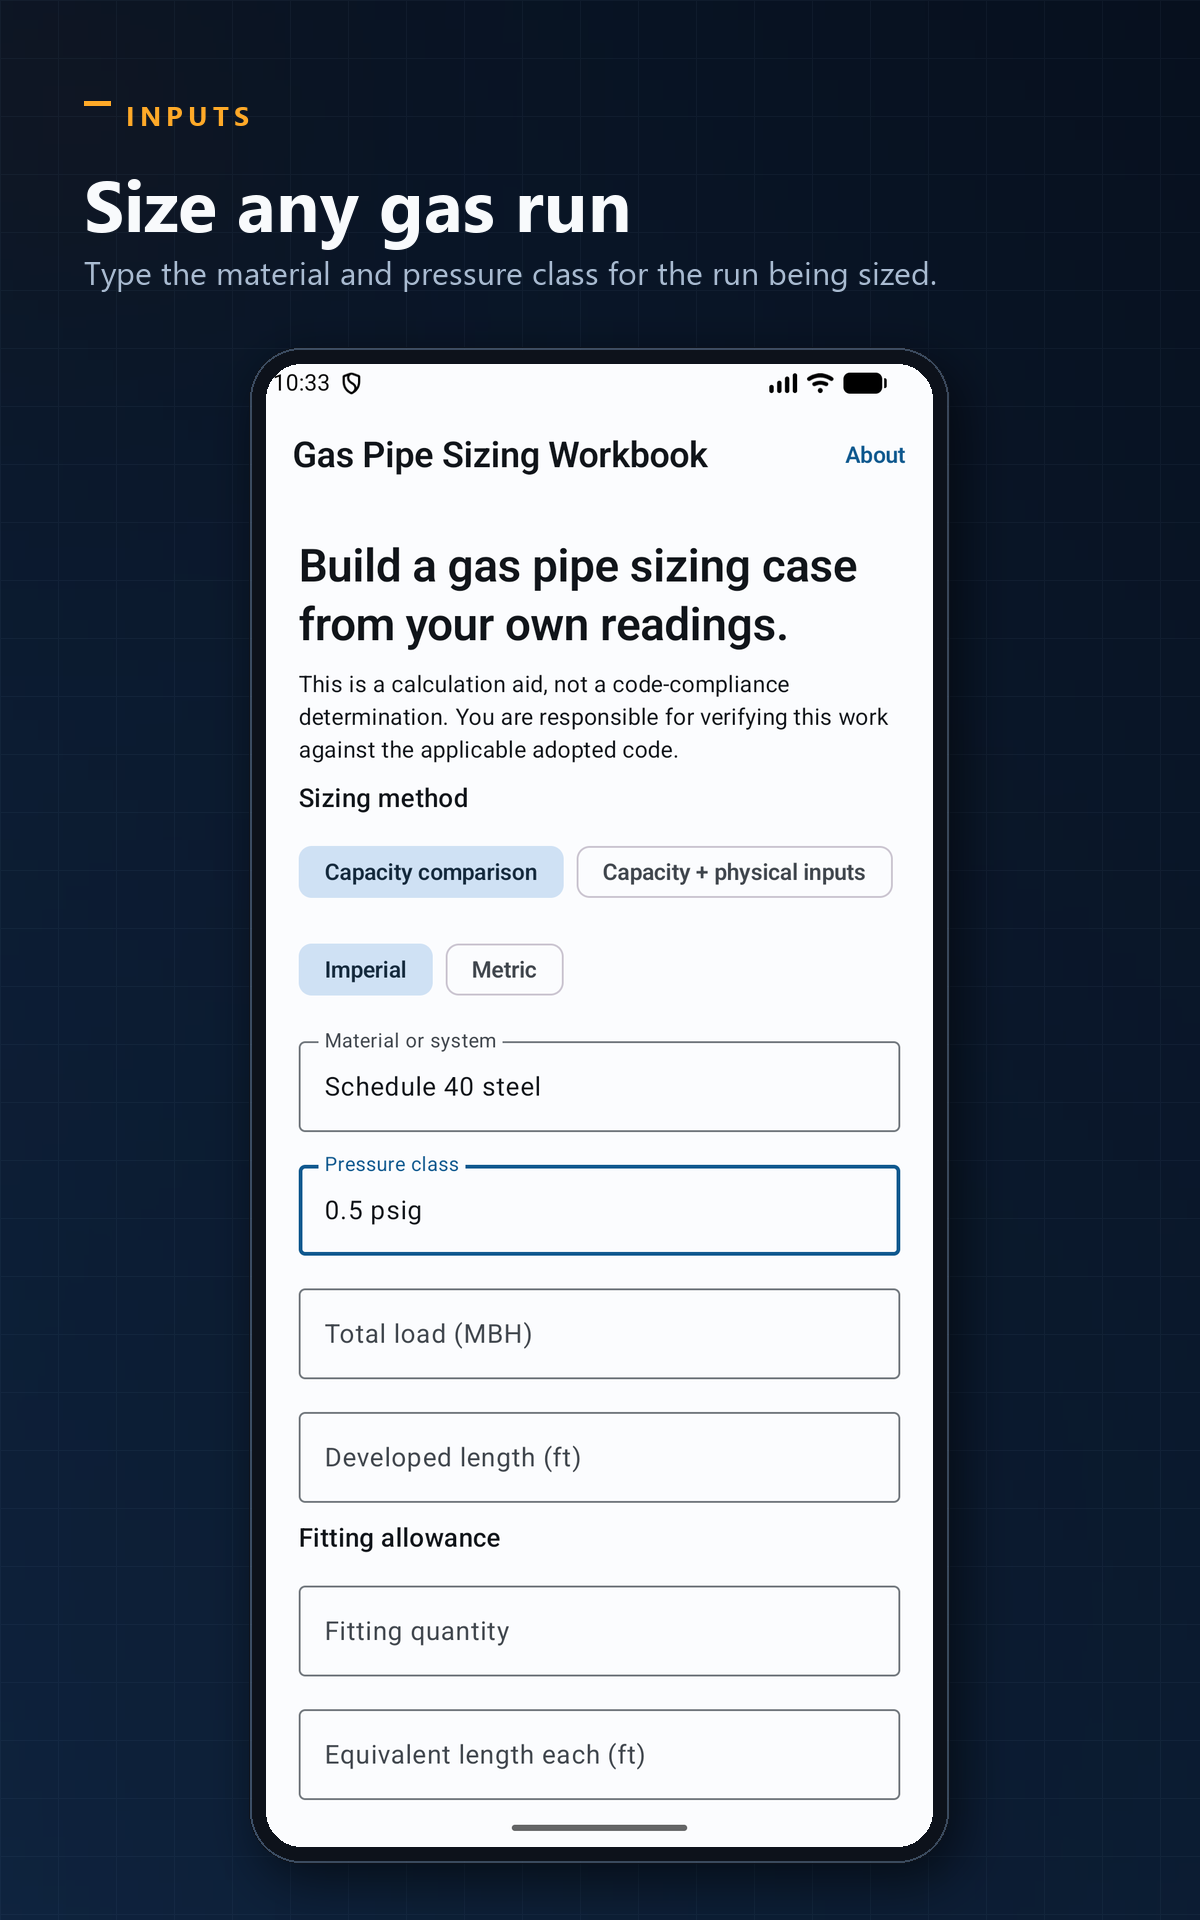 INPUTS
Size any gas run
Type the material and pressure class for the run being sized.
10:33
Gas Pipe Sizing Workbook
About
Build a gas pipe sizing case
from your own readings.
This is a calculation aid, not a code-compliance
determination. You are responsible for verifying this work
against the applicable adopted code.
Sizing method
Capacity comparison
Capacity + physical inputs
Imperial
Metric
Material or system
Schedule 40 steel
Pressure class
0.5 psig
Total load (MBH)
Developed length (ft)
Fitting allowance
Fitting quantity
Equivalent length each (ft)